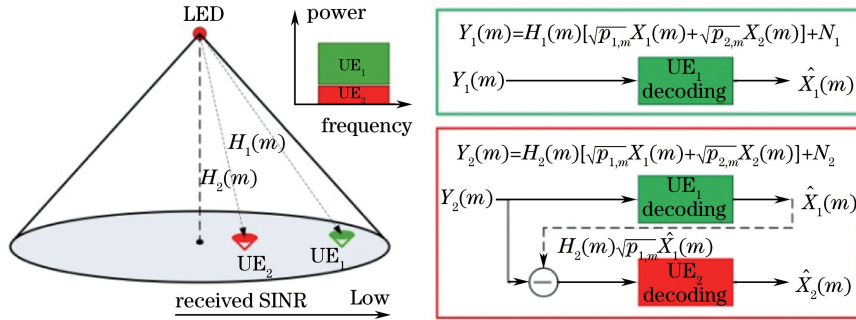 LED
power
UE₁
UE₂
frequency
H₁(m)
H₂(m)
UE₂
UE₁
received SINR
Low
Y₁(m)=H₁(m)[√p₁,ₘX₁(m)+√p₂,ₘX₂(m)]+N₁
Y₁(m)
UE₁
decoding
X̂₁(m)
Y₂(m)=H₂(m)[√p₁,ₘX₁(m)+√p₂,ₘX₂(m)]+N₂
Y₂(m)
UE₁
decoding
X̂₁(m)
H₂(m)√p₁,ₘX̂₁(m)
UE₂
decoding
X̂₂(m)